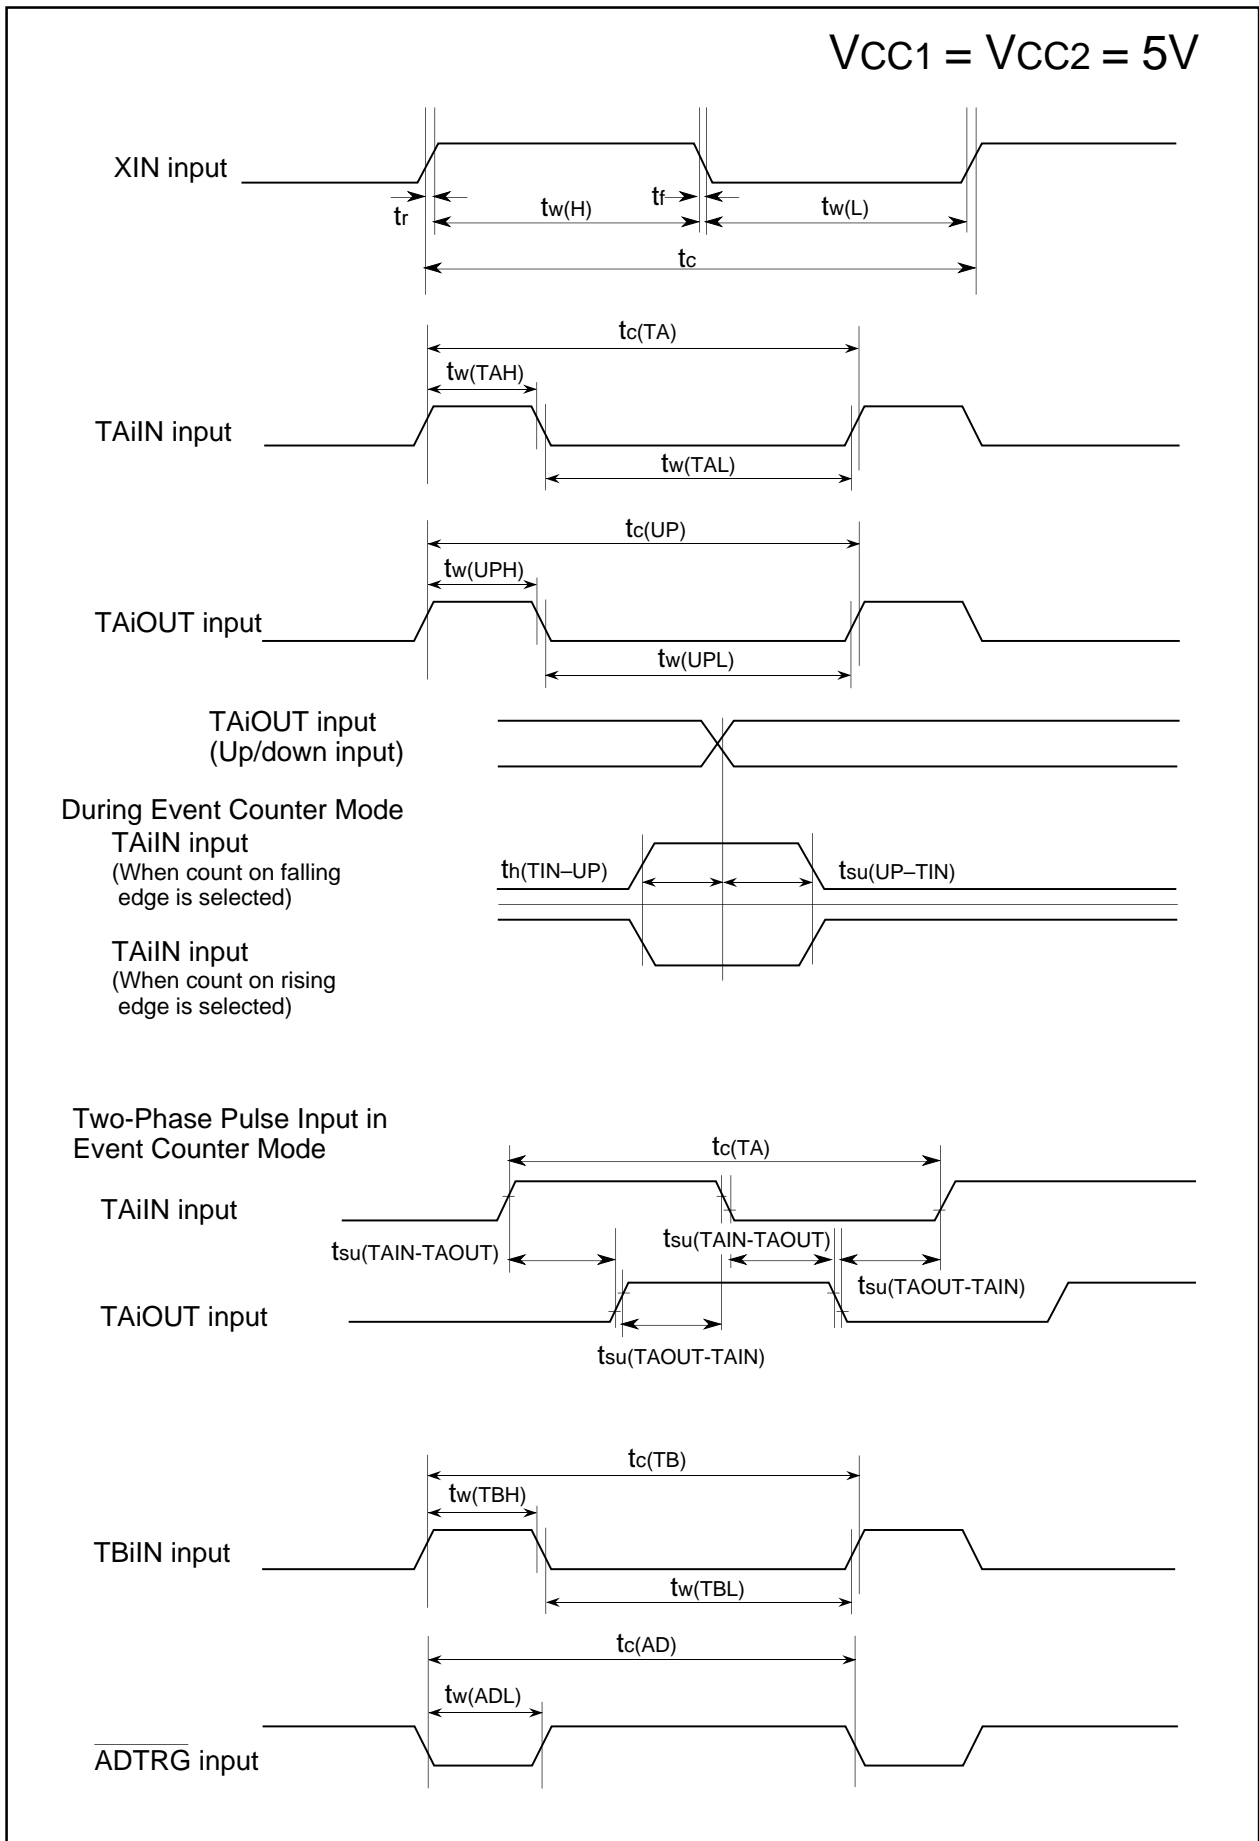 VCC1 = VCC2 = 5V
XIN input
tr
tw(H)
tf
tw(L)
tc
tc(TA)
tw(TAH)
TAiIN input
tw(TAL)
tc(UP)
tw(UPH)
TAiOUT input
tw(UPL)
TAiOUT input
(Up/down input)
During Event Counter Mode
TAiIN input
(When count on falling
edge is selected)
th(TIN–UP)
tsu(UP–TIN)
TAiIN input
(When count on rising
edge is selected)
Two-Phase Pulse Input in
Event Counter Mode
tc(TA)
TAiIN input
tsu(TAIN-TAOUT)
tsu(TAIN-TAOUT)
tsu(TAOUT-TAIN)
TAiOUT input
tsu(TAOUT-TAIN)
tc(TB)
tw(TBH)
TBiIN input
tw(TBL)
tc(AD)
tw(ADL)
ADTRG input